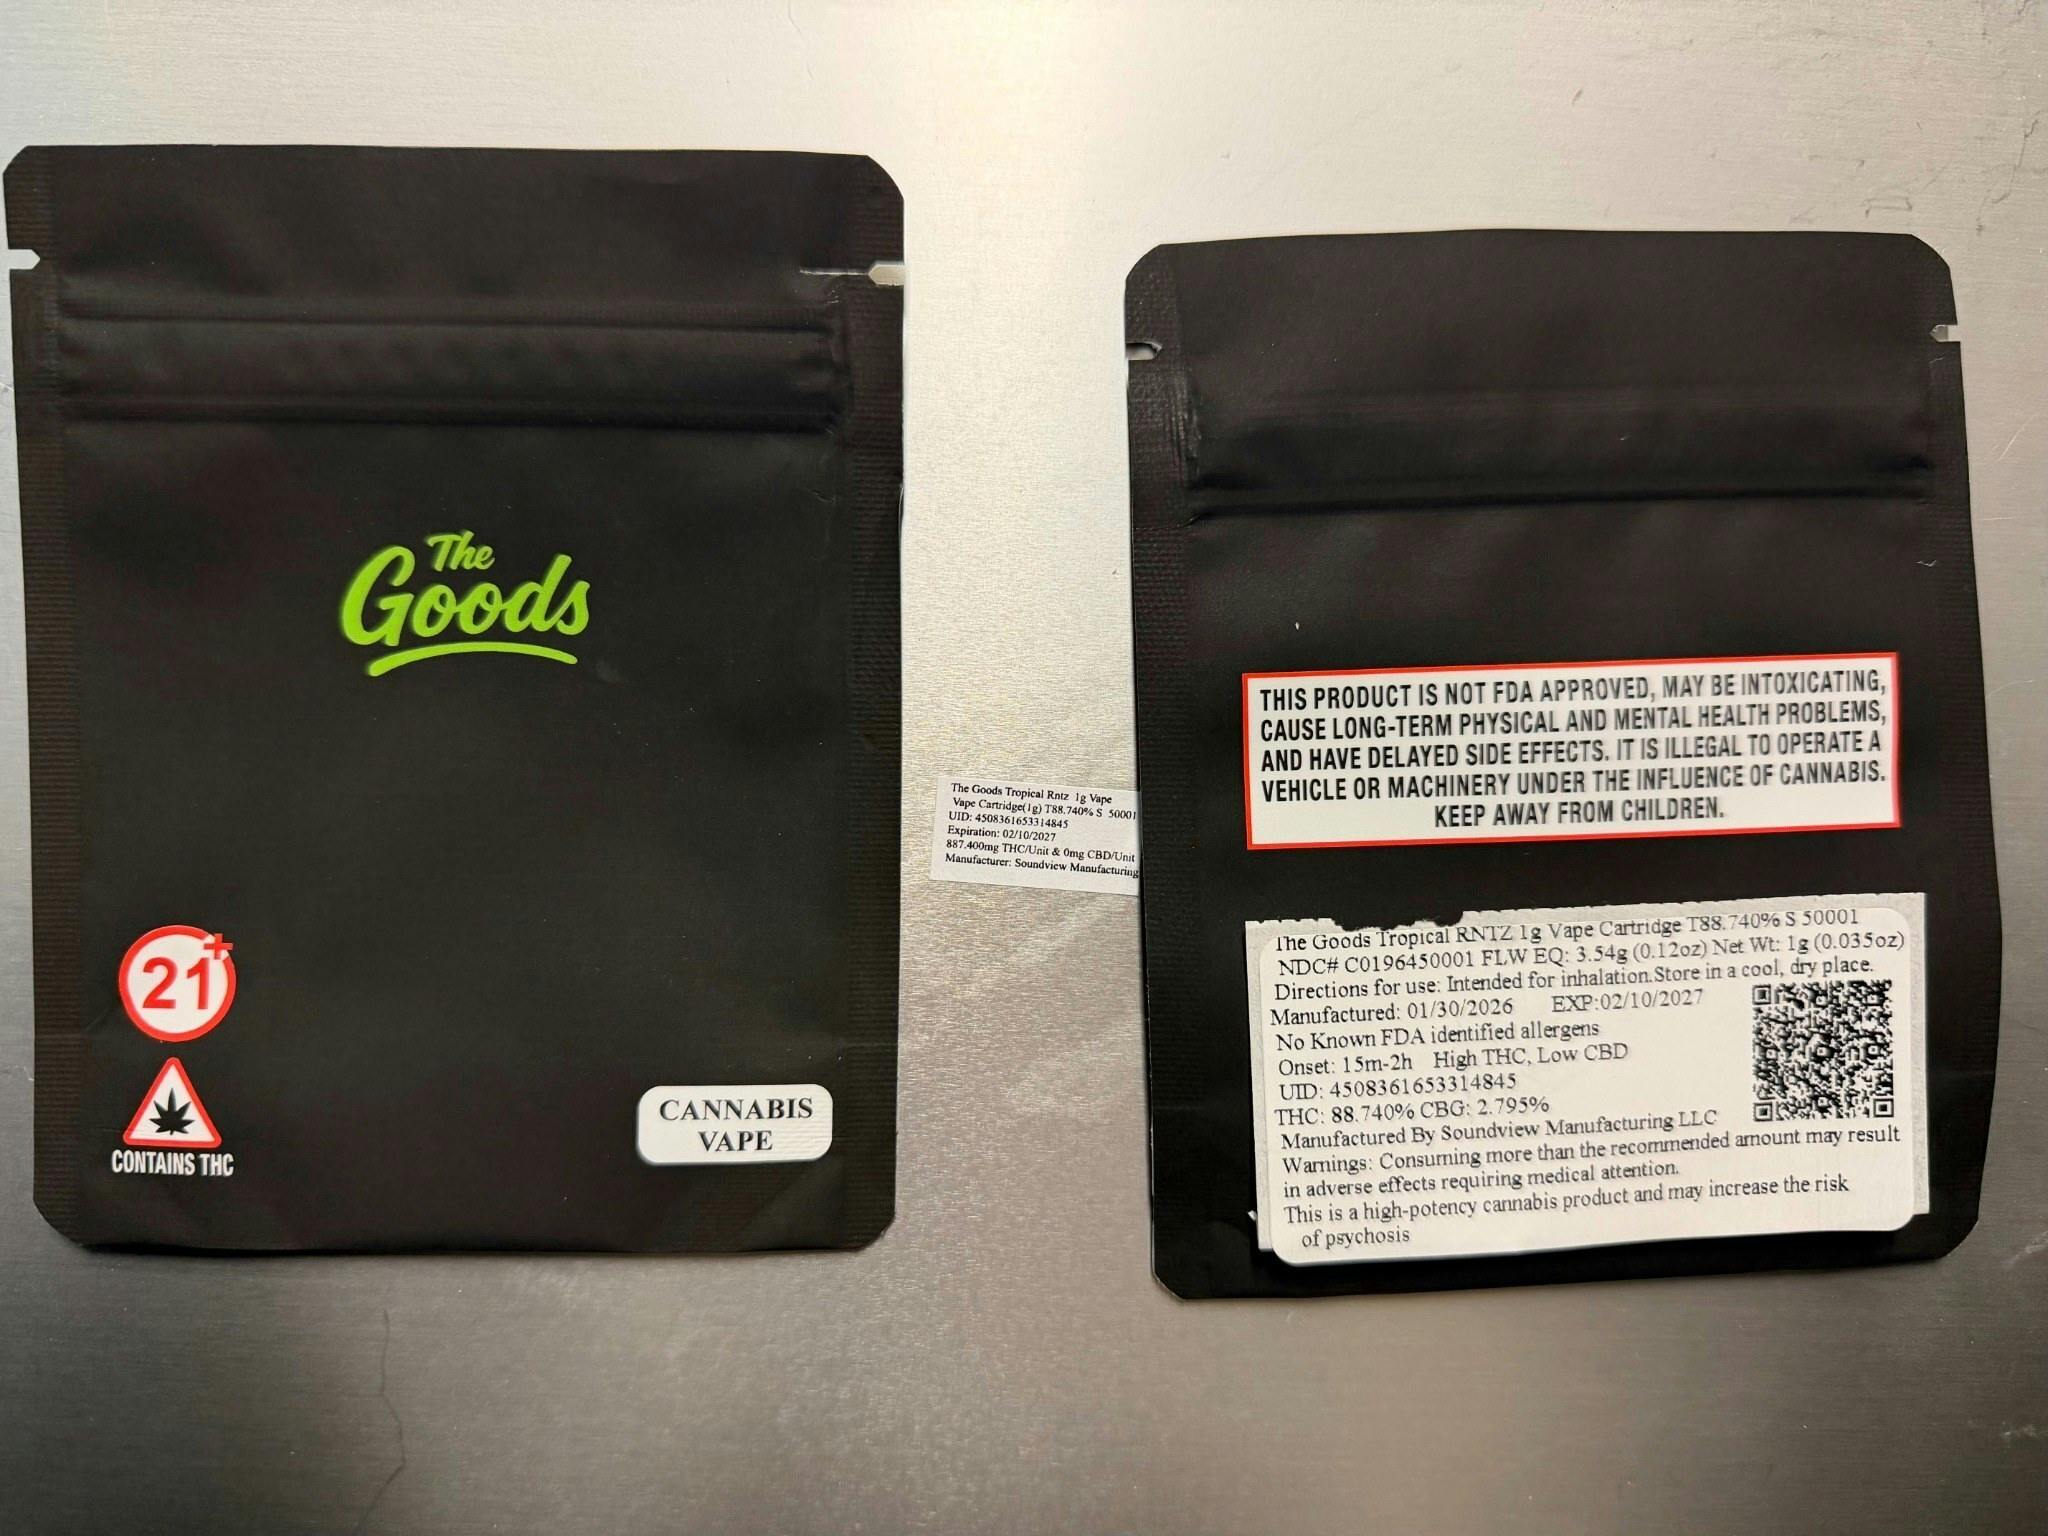 The
Goods
21+
CONTAINS THC
CANNABIS
VAPE
The Goods Tropical Rntz 1g Vape
Vape Cartridge(1g) T88.740% S 50001
UID: 4508361653314845
Expiration: 02/10/2027
887.400mg THC/Unit & 0mg CBD/Unit
Manufacturer: Soundview Manufacturing
THIS PRODUCT IS NOT FDA APPROVED, MAY BE INTOXICATING,
CAUSE LONG-TERM PHYSICAL AND MENTAL HEALTH PROBLEMS,
AND HAVE DELAYED SIDE EFFECTS. IT IS ILLEGAL TO OPERATE A
VEHICLE OR MACHINERY UNDER THE INFLUENCE OF CANNABIS.
KEEP AWAY FROM CHILDREN.
The Goods Tropical RNTZ 1g Vape Cartridge T88.740% S 50001
NDC# C0196450001 FLW EQ: 3.54g (0.12oz) Net Wt: 1g (0.035oz)
Directions for use: Intended for inhalation.Store in a cool, dry place.
Manufactured: 01/30/2026 EXP:02/10/2027
No Known FDA identified allergens
Onset: 15m-2h High THC, Low CBD
UID: 4508361653314845
THC: 88.740% CBG: 2.795%
Manufactured By Soundview Manufacturing LLC
Warnings: Consuming more than the recommended amount may result
in adverse effects requiring medical attention.
This is a high-potency cannabis product and may increase the risk
of psychosis